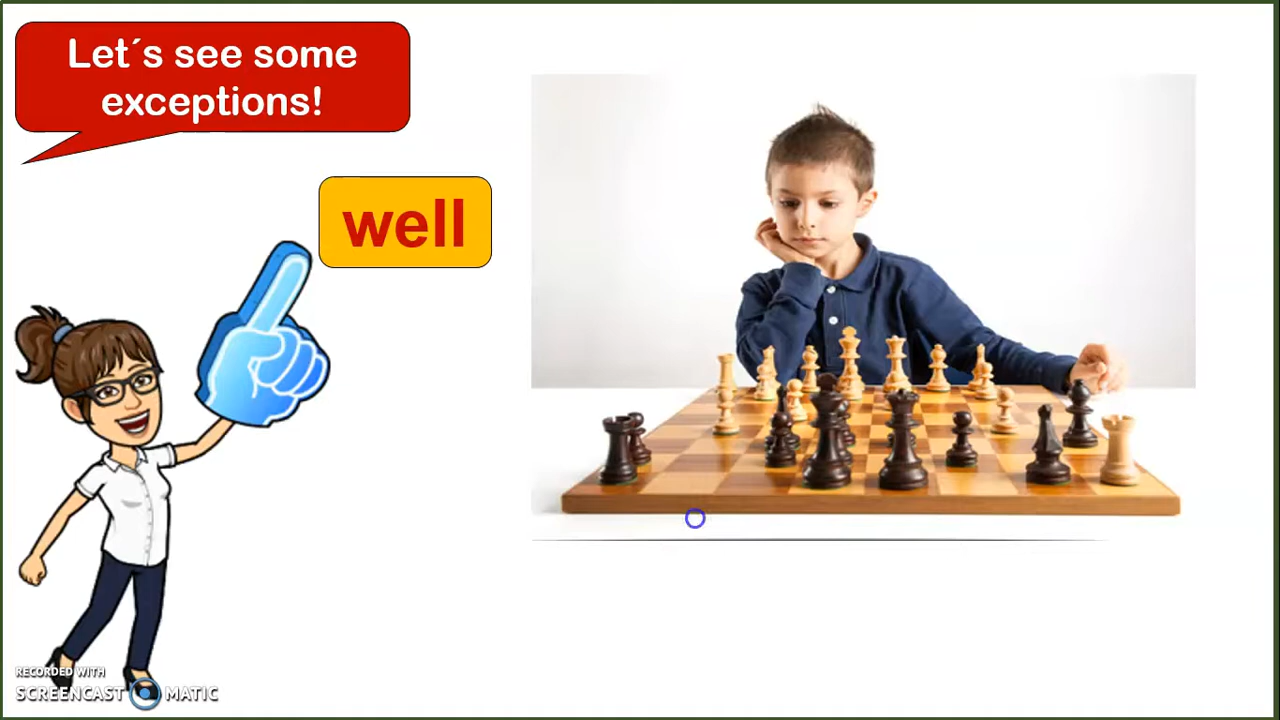 Let´s see some
exceptions!
well
RECORDED WITH
SCREENCAST MATIC